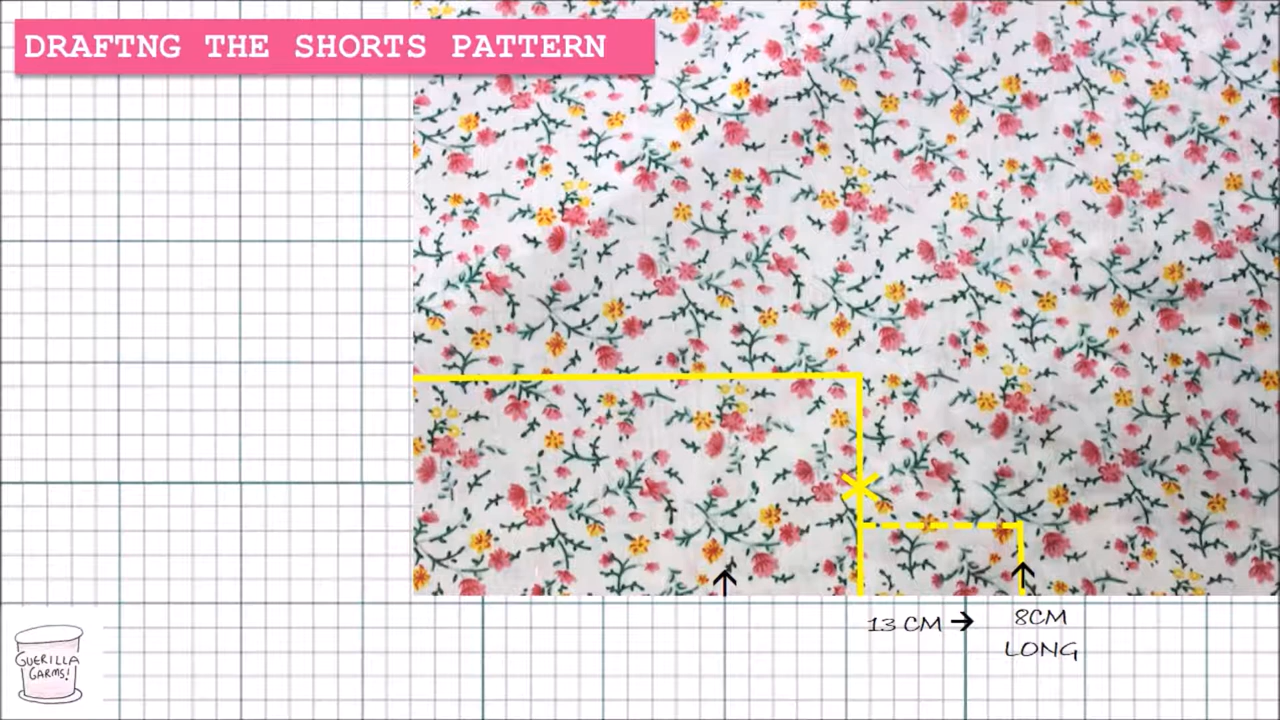 DRAFTNG THE SHORTS PATTERN
13 CM → 8CM
LONG
GUERILLA
GARMS!